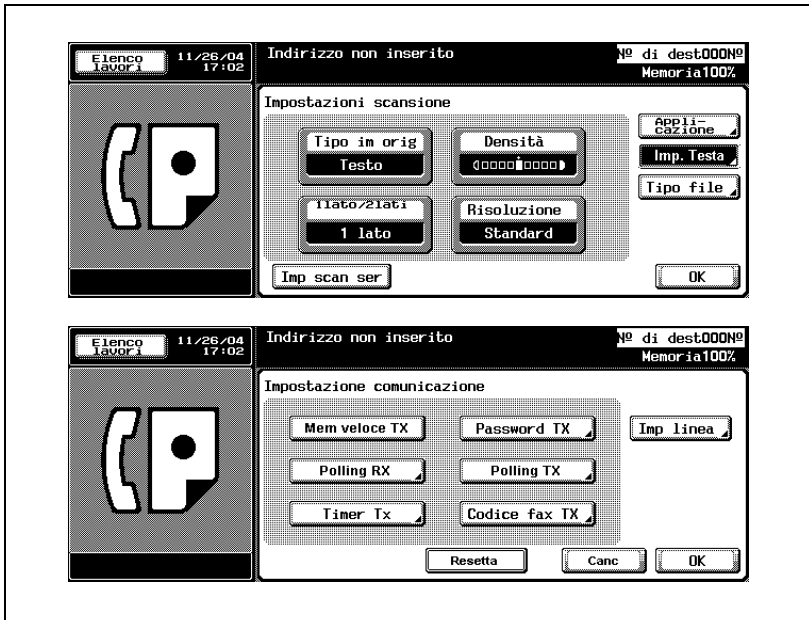 Elenco lavori
11/26/04
17:02
Indirizzo non inserito
Nº di dest000Nº
Memoria100%
Impostazioni scansione
Tipo im orig
Testo
Densità
1lato/2lati
1 lato
Risoluzione
Standard
Appli-
cazione
Imp. Testa
Tipo file
Imp scan ser
OK
Elenco lavori
11/26/04
17:02
Indirizzo non inserito
Nº di dest000Nº
Memoria100%
Impostazione comunicazione
Mem veloce TX
Password TX
Imp linea
Polling RX
Polling TX
Timer Tx
Codice fax TX
Resetta
Canc
OK